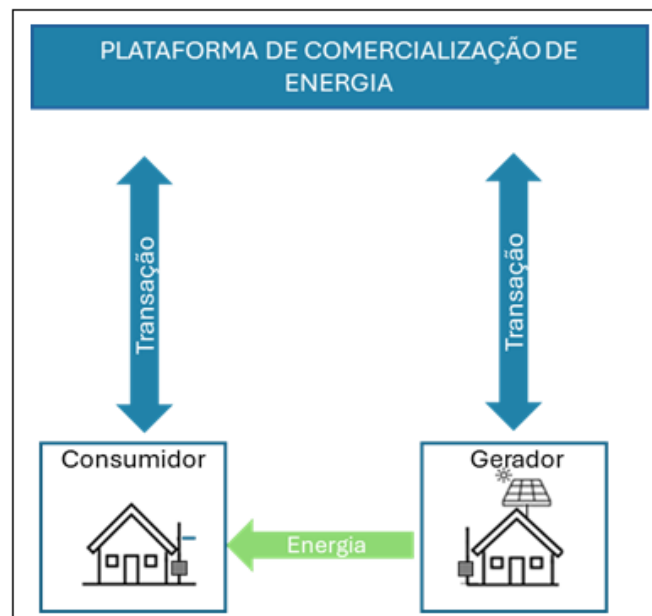 PLATAFORMA DE COMERCIALIZAÇÃO DE
ENERGIA
Transação
Transação
Consumidor
Gerador
Energia